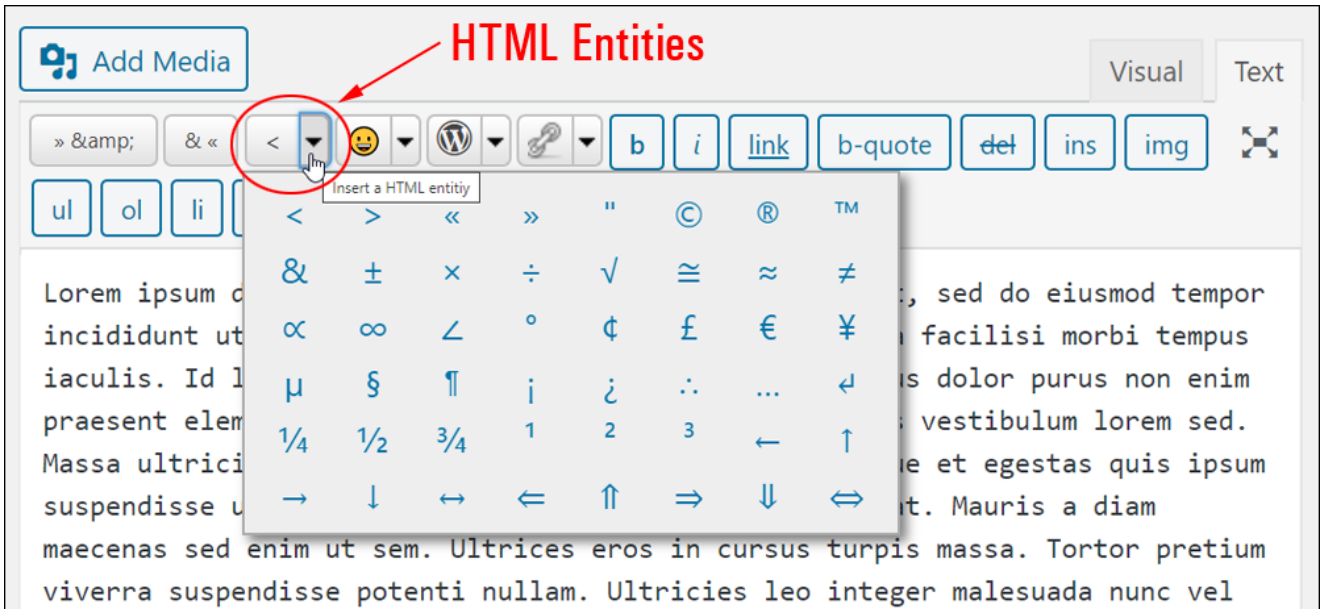 HTML Entities
Add Media
Visual Text
» &amp; & « < b i link b-quote del ins img
Insert a HTML entitiy
ul ol li
< > « » " © ® ™
& ± × ÷ √ ≅ ≈ ≠
∝ ∞ ∠ ° ¢ £ € ¥
µ § ¶ ¡ ¿ ∴ … ↵
¼ ½ ¾ ¹ ² ³ ← ↑
→ ↓ ↔ ⇐ ⇑ ⇒ ⇓ ⇔
Lorem ipsum , sed do eiusmod tempor
incididunt ut facilisi morbi tempus
iaculis. Id dolor purus non enim
praesent vestibulum lorem sed.
Massa et egestas quis ipsum
suspendisse Mauris a diam
maecenas sed enim ut sem. Ultrices eros in cursus turpis massa. Tortor pretium
viverra suspendisse potenti nullam. Ultricies leo integer malesuada nunc vel